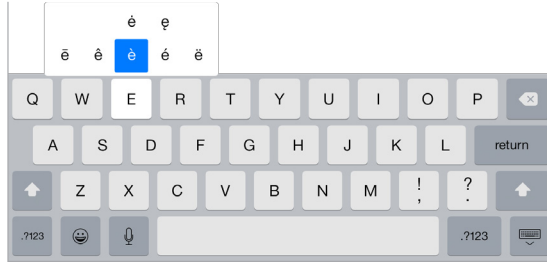 ė ę
ē ê è é ë
Q W E R T Y U I O P
A S D F G H J K L return
Z X C V B N M ! , ? .
.?123 .?123